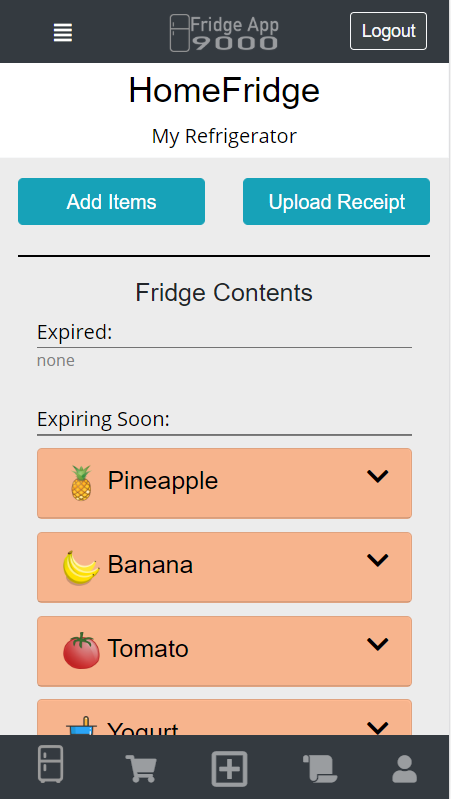 Fridge App
9000
Logout
HomeFridge
My Refrigerator
Add Items
Upload Receipt
Fridge Contents
Expired:
none
Expiring Soon:
Pineapple
Banana
Tomato
Yogurt